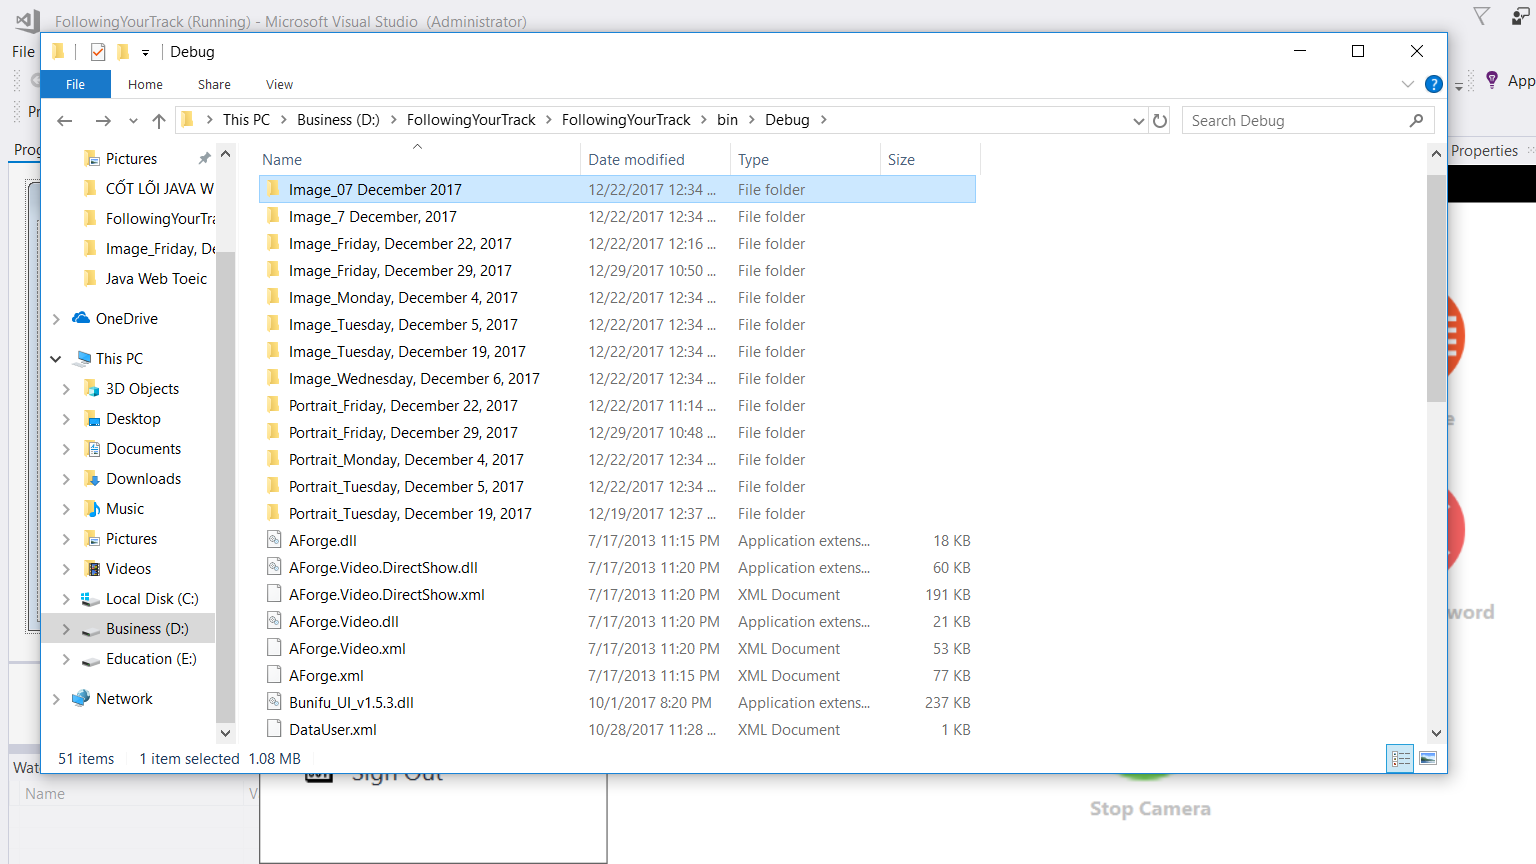 FollowingYourTrack (Running) - Microsoft Visual Studio (Administrator)
File
Debug
File Home Share View
App
This PC Business (D:) FollowingYourTrack FollowingYourTrack bin Debug
Search Debug
Properties
Name Date modified Type Size
Pictures
CỐT LÕI JAVA W
FollowingYourTra
Image_Friday, De
Java Web Toeic
OneDrive
This PC
3D Objects
Desktop
Documents
Downloads
Music
Pictures
Videos
Local Disk (C:)
Business (D:)
Education (E:)
Network
Image_07 December 2017 12/22/2017 12:34 ... File folder
Image_7 December, 2017 12/22/2017 12:34 ... File folder
Image_Friday, December 22, 2017 12/22/2017 12:16 ... File folder
Image_Friday, December 29, 2017 12/29/2017 10:50 ... File folder
Image_Monday, December 4, 2017 12/22/2017 12:34 ... File folder
Image_Tuesday, December 5, 2017 12/22/2017 12:34 ... File folder
Image_Tuesday, December 19, 2017 12/22/2017 12:34 ... File folder
Image_Wednesday, December 6, 2017 12/22/2017 12:34 ... File folder
Portrait_Friday, December 22, 2017 12/22/2017 11:14 ... File folder
Portrait_Friday, December 29, 2017 12/29/2017 10:48 ... File folder
Portrait_Monday, December 4, 2017 12/22/2017 12:34 ... File folder
Portrait_Tuesday, December 5, 2017 12/22/2017 12:34 ... File folder
Portrait_Tuesday, December 19, 2017 12/19/2017 12:37 ... File folder
AForge.dll 7/17/2013 11:15 PM Application extens... 18 KB
AForge.Video.DirectShow.dll 7/17/2013 11:20 PM Application extens... 60 KB
AForge.Video.DirectShow.xml 7/17/2013 11:20 PM XML Document 191 KB
AForge.Video.dll 7/17/2013 11:20 PM Application extens... 21 KB
AForge.Video.xml 7/17/2013 11:20 PM XML Document 53 KB
AForge.xml 7/17/2013 11:15 PM XML Document 77 KB
Bunifu_UI_v1.5.3.dll 10/1/2017 8:20 PM Application extens... 237 KB
DataUser.xml 10/28/2017 11:28 ... XML Document 1 KB
51 items 1 item selected 1.08 MB
word
Wat
Name V
Sign Out
Stop Camera